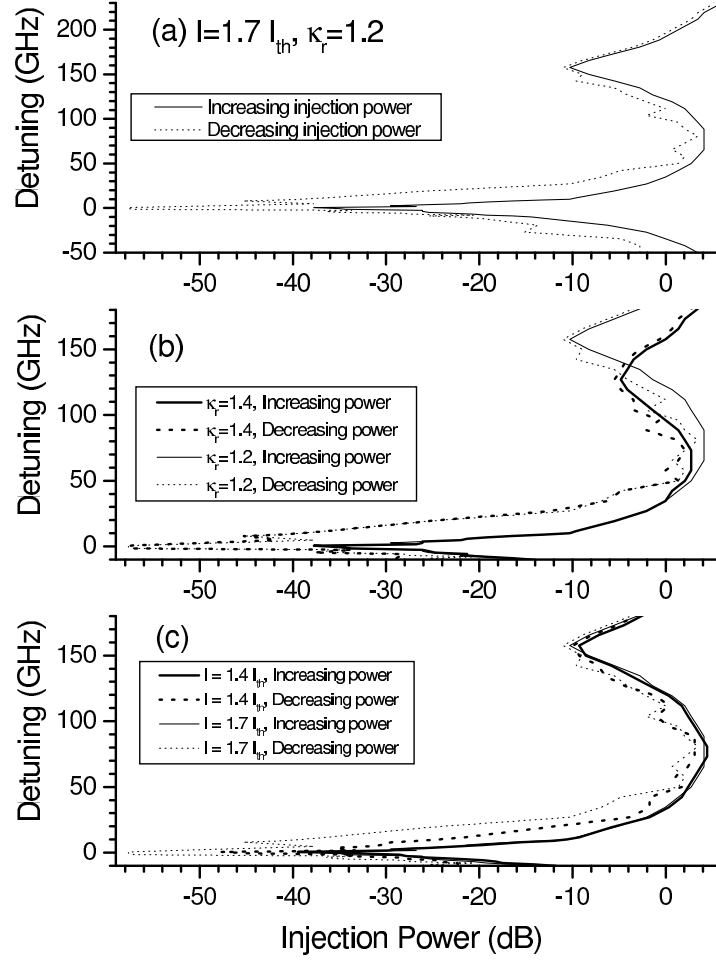 (a) I=1.7 I_th, κ_r=1.2
Detuning (GHz)
200
150
100
50
0
-50
Increasing injection power
Decreasing injection power
-50 -40 -30 -20 -10 0
(b)
Detuning (GHz)
150
100
50
0
κ_r=1.4, Increasing power
κ_r=1.4, Decreasing power
κ_r=1.2, Increasing power
κ_r=1.2, Decreasing power
-50 -40 -30 -20 -10 0
(c)
Detuning (GHz)
150
100
50
0
I = 1.4 I_th, Increasing power
I = 1.4 I_th, Decreasing power
I = 1.7 I_th, Increasing power
I = 1.7 I_th, Decreasing power
-50 -40 -30 -20 -10 0
Injection Power (dB)